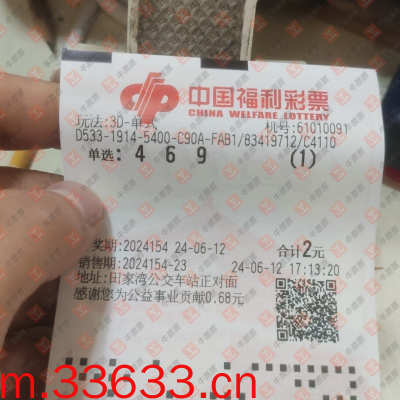 中国福利彩票
CHINA WELFARE LOTTERY
玩法:3D-单式 机号:61010091
D533-1914-5400-C90A-FAB1/83419712/C4110
单选: 4 6 9 (1)
奖期:2024154 24-06-12 合计2元
销售期:2024154-23 24-06-12 17:13:20
地址:田家湾公交车站正对面
感谢您为公益事业贡献0.68元
m.33633.cn